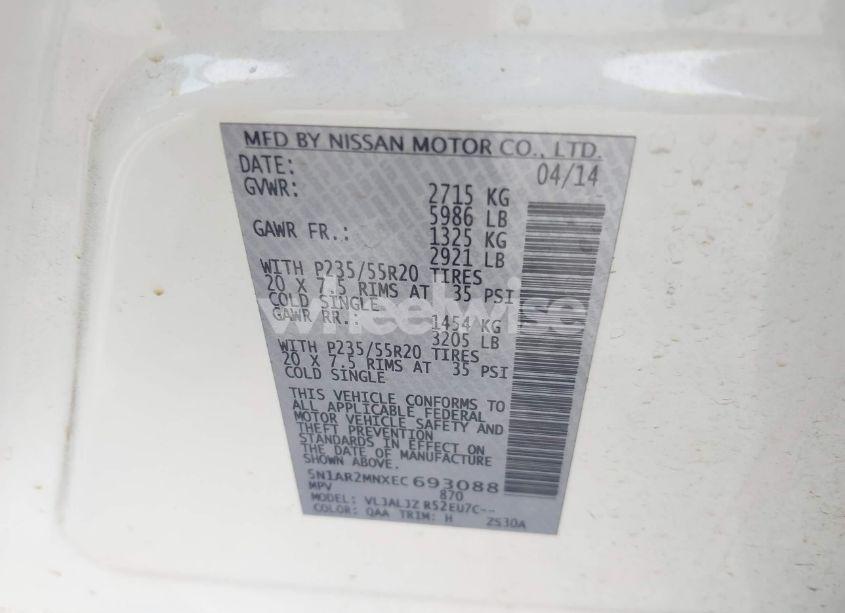 MFD BY NISSAN MOTOR CO., LTD.
DATE: 04/14
GVWR: 2715 KG
5986 LB
GAWR FR.: 1325 KG
2921 LB
WITH P235/55R20 TIRES
20 X 7.5 RIMS AT 35 PSI
COLD SINGLE
GAWR RR.: 1454 KG
3205 LB
WITH P235/55R20 TIRES
20 X 7.5 RIMS AT 35 PSI
COLD SINGLE
THIS VEHICLE CONFORMS TO
ALL APPLICABLE FEDERAL
MOTOR VEHICLE SAFETY AND
THEFT PREVENTION
STANDARDS IN EFFECT ON
THE DATE OF MANUFACTURE
SHOWN ABOVE.
5N1AR2MNXEC693088
MPV 870
MODEL: VL3ALJZ R52EU7C--
COLOR: QAA TRIM: H 2530A
wheelwise